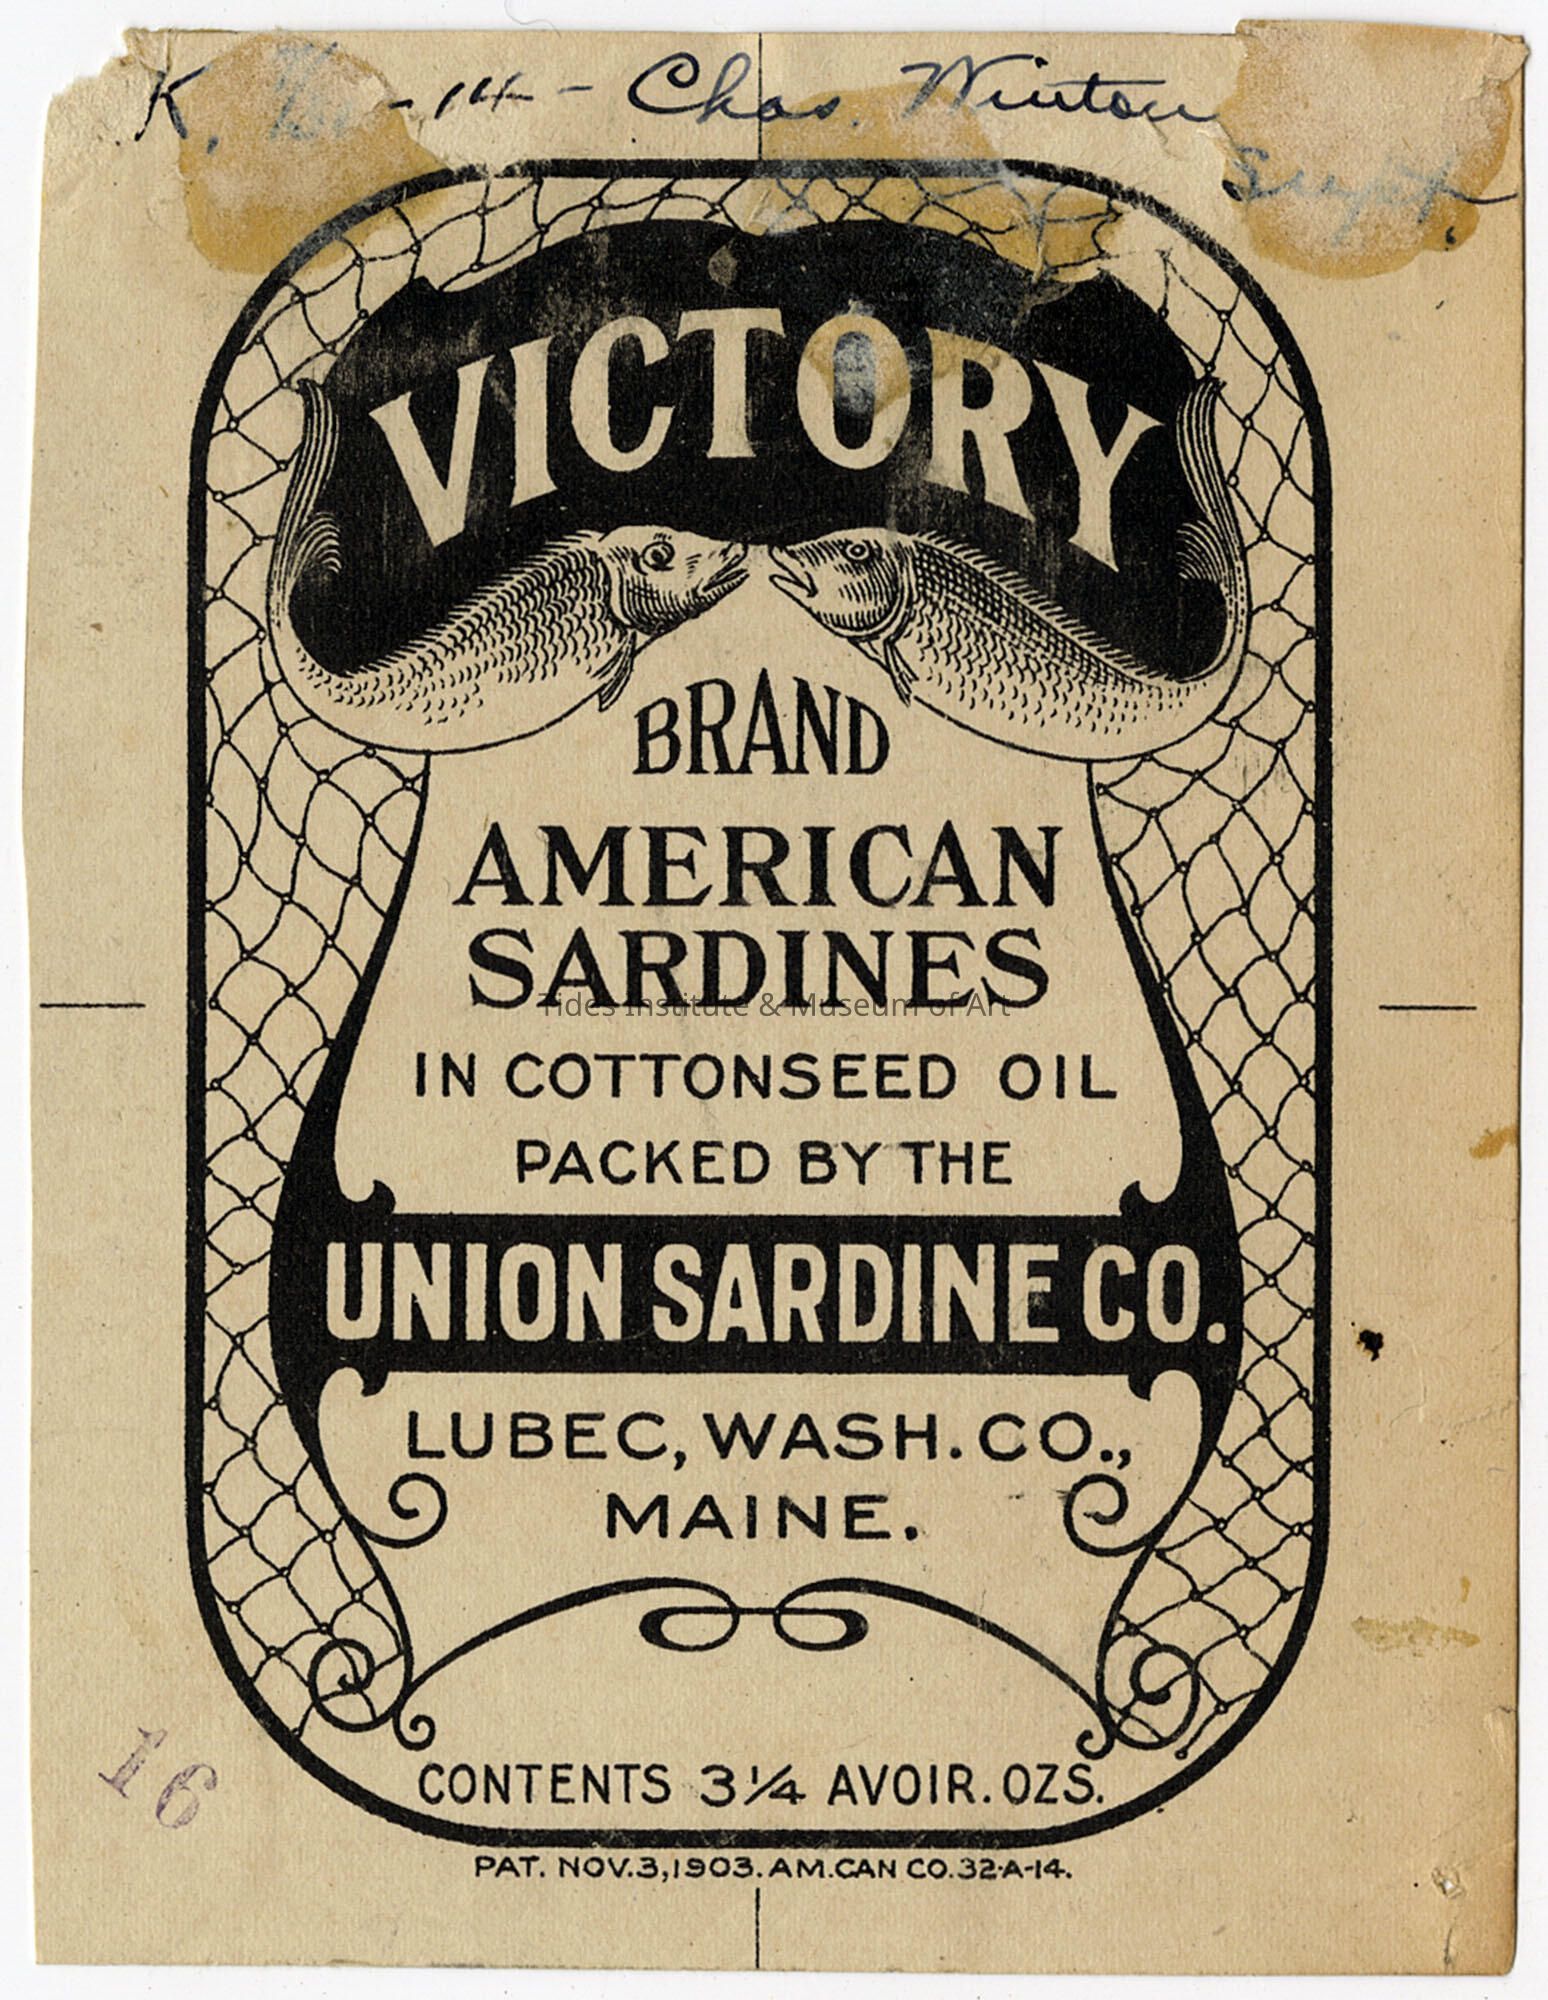 K. -14- Chas. Winton
Supt.
VICTORY
BRAND
AMERICAN
SARDINES
Tides Institute & Museum of Art
IN COTTONSEED OIL
PACKED BY THE
UNION SARDINE CO.
LUBEC, WASH. CO.,
MAINE.
CONTENTS 3¼ AVOIR. OZS.
16
PAT. NOV. 3, 1903. AM. CAN CO. 32-A-14.